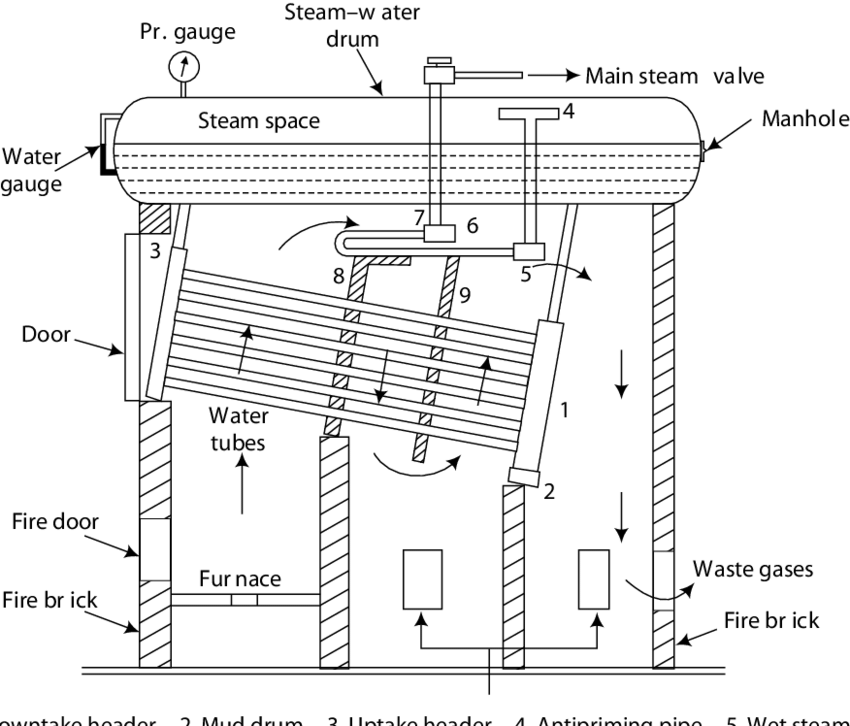 Steam–w ater
drum
Pr. gauge
Main steam valve
4
Steam space
Manhole
Water
gauge
7
6
3
5
8
9
Door
1
Water
tubes
2
Fire door
Fur nace
Waste gases
Fire br ick
Fire br ick
owntake header 2. Mud drum 3. Uptake header 4. Antipriming pipe 5. Wet steam